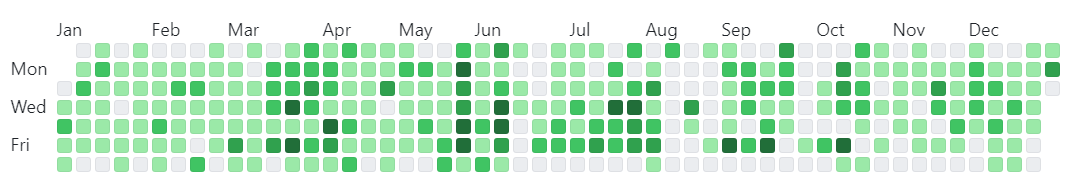 Jan Feb Mar Apr May Jun Jul Aug Sep Oct Nov Dec
Mon
Wed
Fri